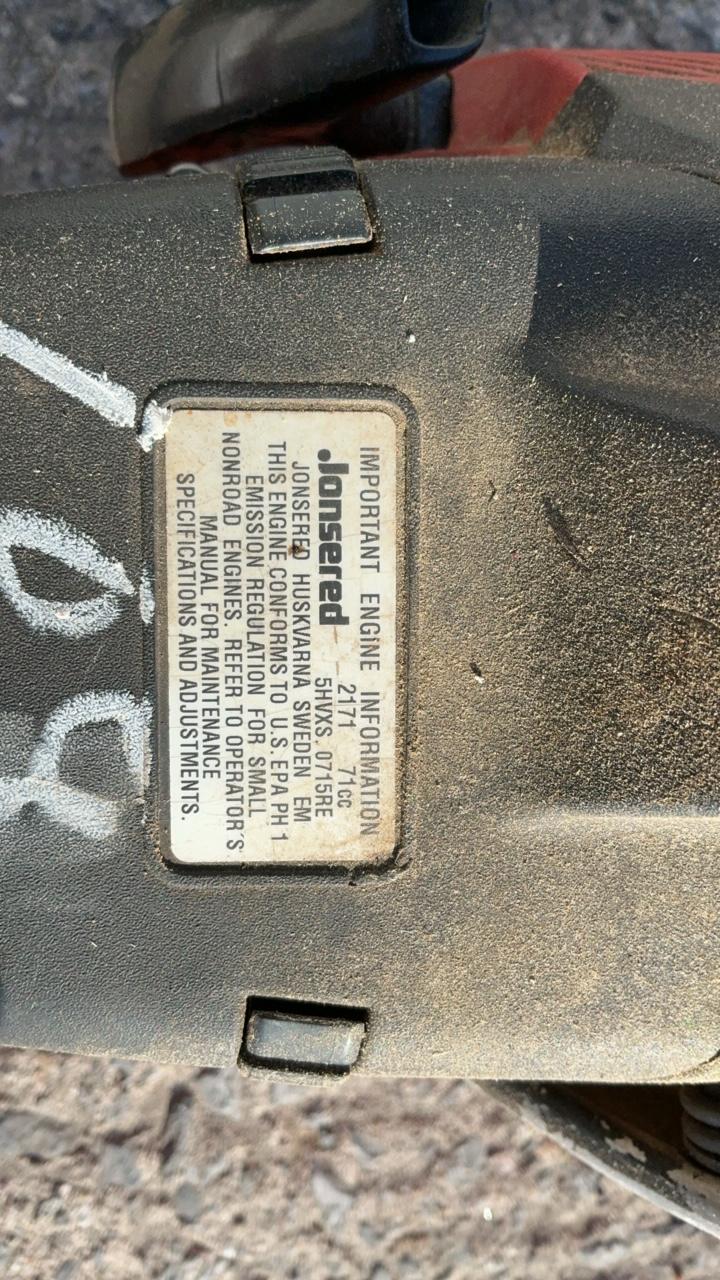 IMPORTANT ENGINE INFORMATION
Jonsered 2171 71cc
5HVXS.0715RE
JONSERED HUSKVARNA SWEDEN EM
THIS ENGINE CONFORMS TO U.S. EPA PH 1
EMISSION REGULATION FOR SMALL
NONROAD ENGINES. REFER TO OPERATOR'S
MANUAL FOR MAINTENANCE
SPECIFICATIONS AND ADJUSTMENTS.